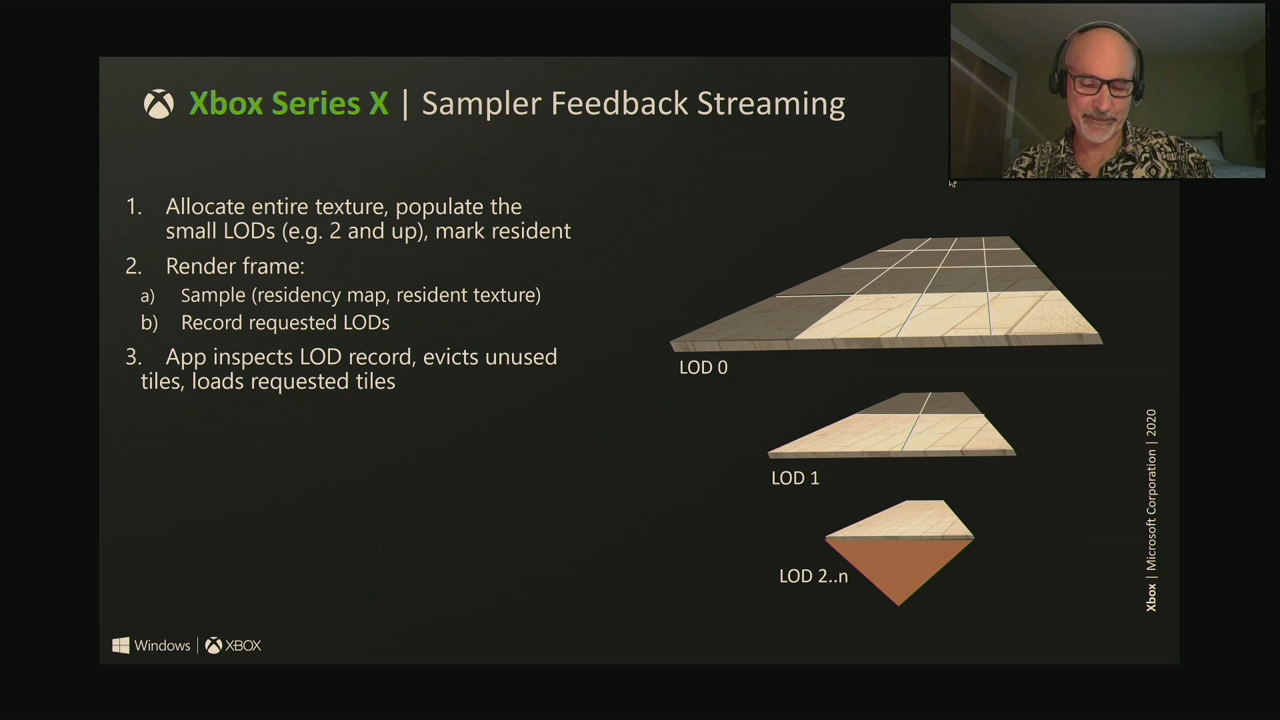 Xbox Series X | Sampler Feedback Streaming
1. Allocate entire texture, populate the
small LODs (e.g. 2 and up), mark resident
2. Render frame:
a) Sample (residency map, resident texture)
b) Record requested LODs
3. App inspects LOD record, evicts unused
tiles, loads requested tiles
LOD 0
LOD 1
LOD 2..n
Xbox | Microsoft Corporation | 2020
Windows | XBOX